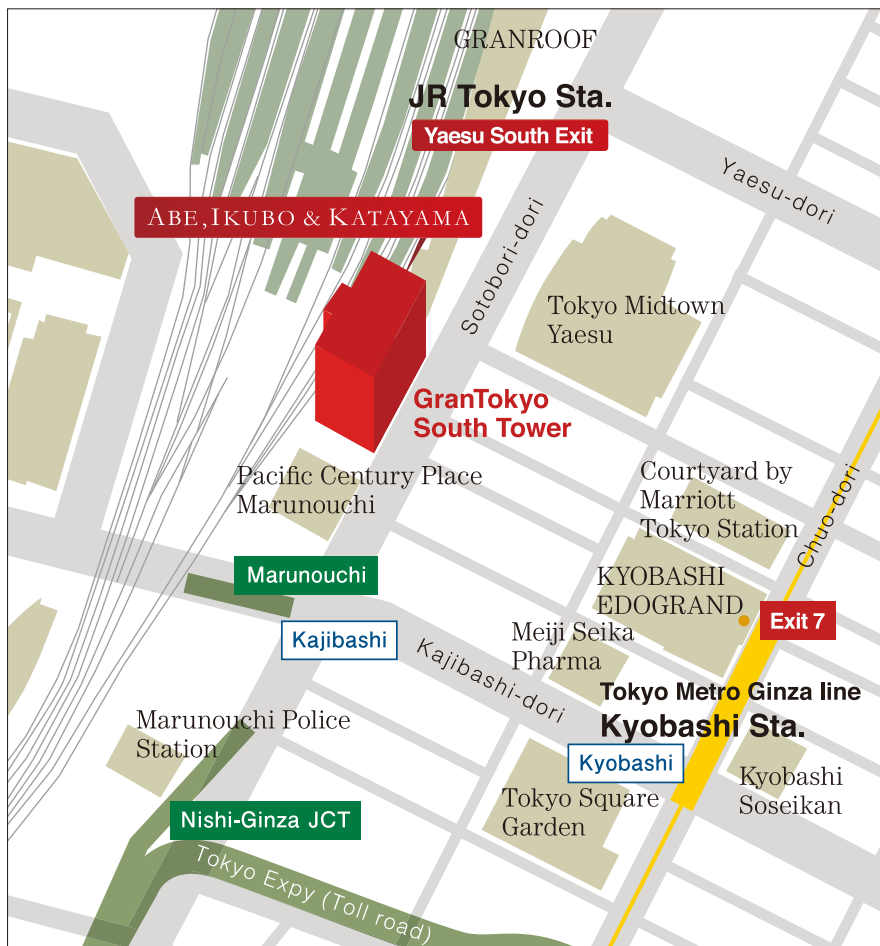 GRANROOF
JR Tokyo Sta.
Yaesu South Exit
Yaesu-dori
ABE, IKUBO & KATAYAMA
Sotobori-dori
Tokyo Midtown
Yaesu
GranTokyo
South Tower
Pacific Century Place
Marunouchi
Courtyard by
Marriott
Tokyo Station
Chuo-dori
Marunouchi
KYOBASHI
EDOGRAND
Exit 7
Kajibashi
Kajibashi-dori
Meiji Seika
Pharma
Tokyo Metro Ginza line
Kyobashi Sta.
Marunouchi Police
Station
Kyobashi
Kyobashi
Soseikan
Tokyo Square
Garden
Nishi-Ginza JCT
Tokyo Expy (Toll road)